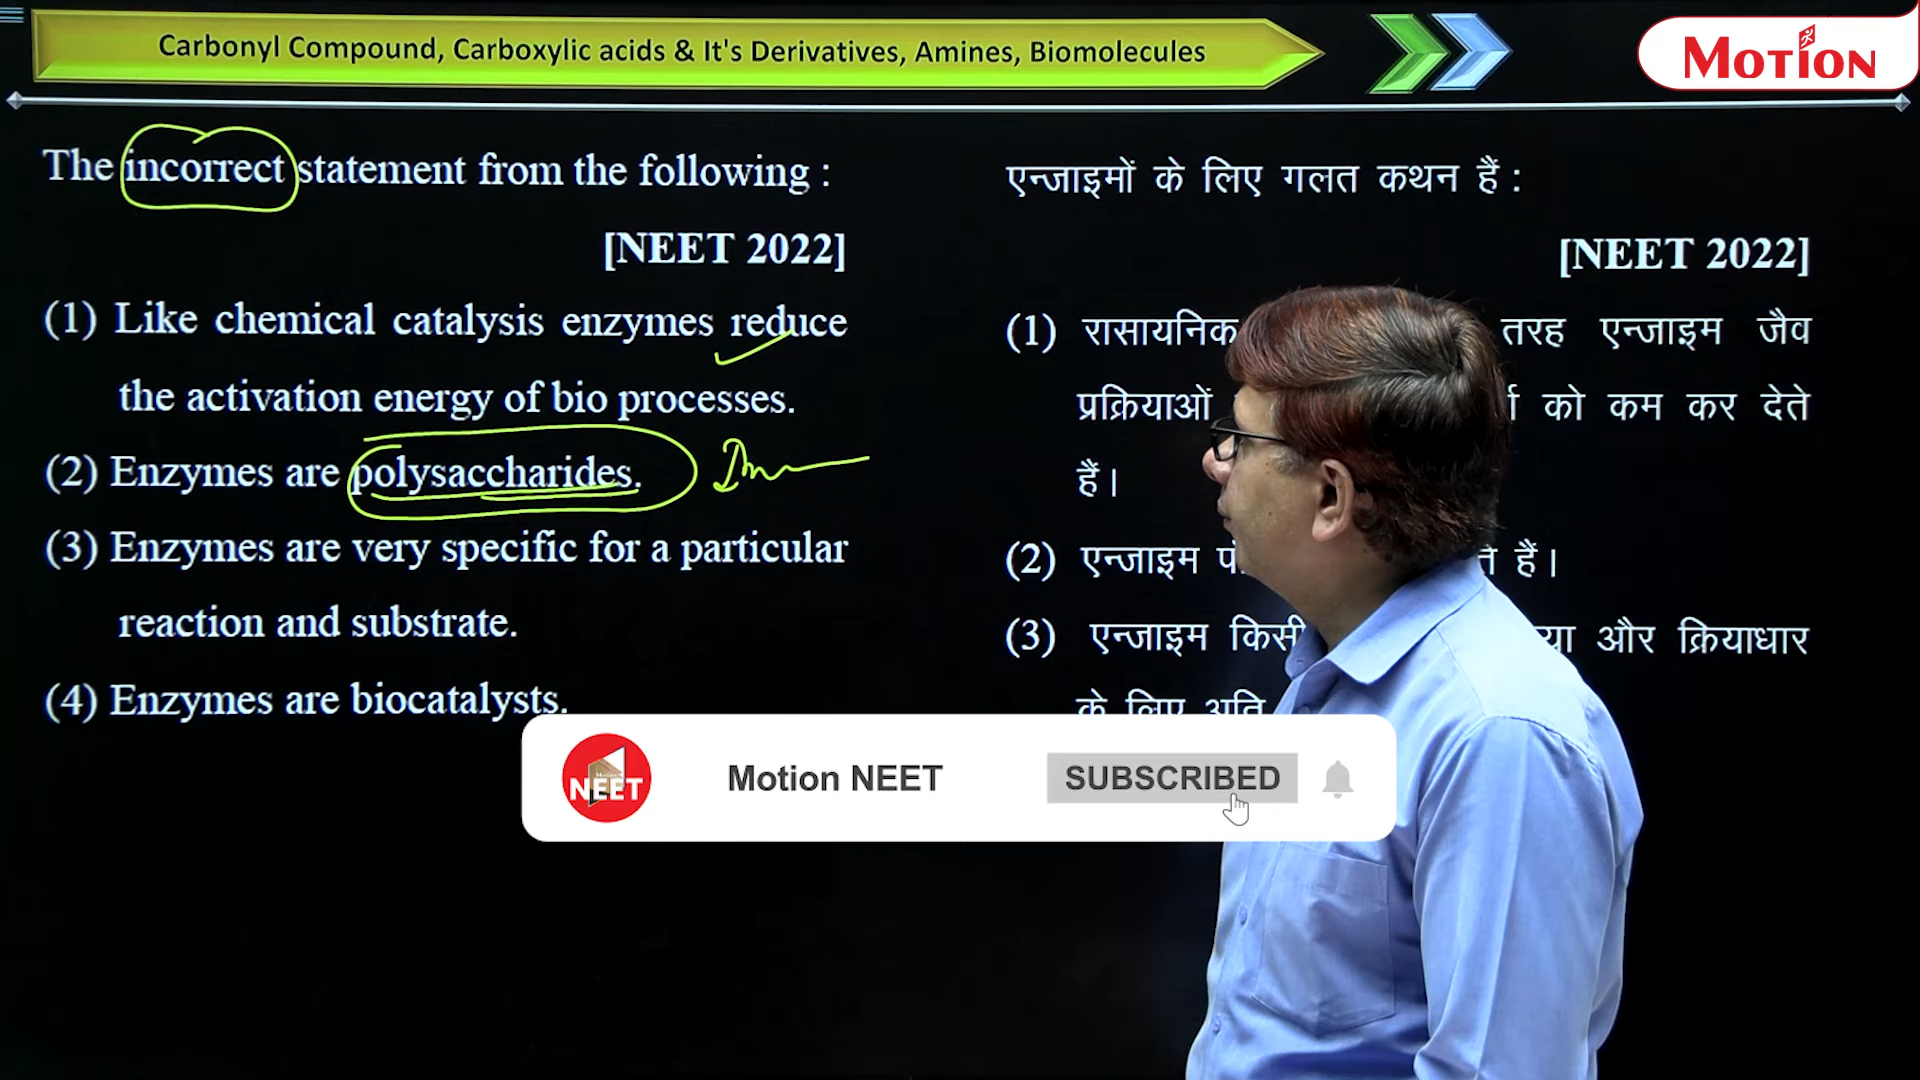 Carbonyl Compound, Carboxylic acids & It's Derivatives, Amines, Biomolecules
MOTION
The incorrect statement from the following :
[NEET 2022]
(1) Like chemical catalysis enzymes reduce
the activation energy of bio processes.
(2) Enzymes are polysaccharides.
(3) Enzymes are very specific for a particular
reaction and substrate.
(4) Enzymes are biocatalysts.
एन्जाइमों के लिए गलत कथन हैं :
[NEET 2022]
(1) रासायनिक तरह एन्जाइम जैव
प्रक्रियाओं को कम कर देते
हैं।
(2) एन्जाइम हैं।
(3) एन्जाइम किसी और क्रियाधार
के लिए अति
NEET
Motion NEET
SUBSCRIBED